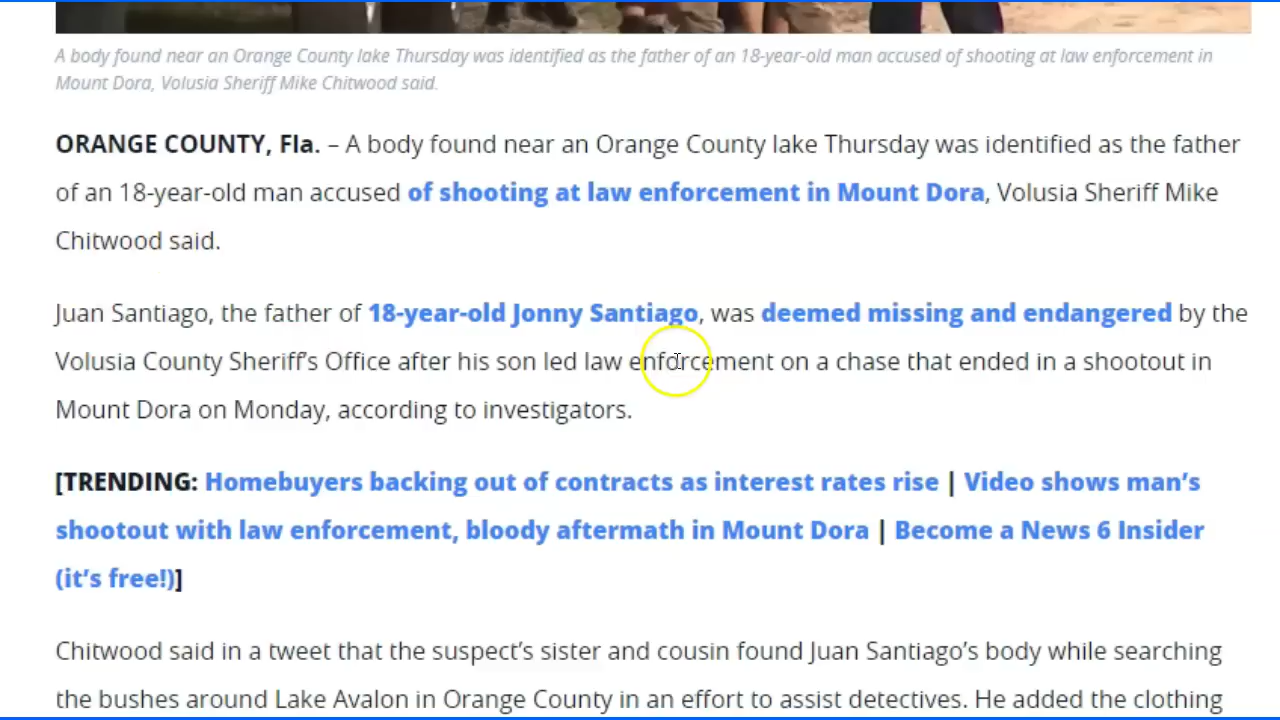 A body found near an Orange County lake Thursday was identified as the father of an 18-year-old man accused of shooting at law enforcement in
Mount Dora, Volusia Sheriff Mike Chitwood said.
ORANGE COUNTY, Fla. – A body found near an Orange County lake Thursday was identified as the father
of an 18-year-old man accused of shooting at law enforcement in Mount Dora, Volusia Sheriff Mike
Chitwood said.
Juan Santiago, the father of 18-year-old Jonny Santiago, was deemed missing and endangered by the
Volusia County Sheriff’s Office after his son led law enforcement on a chase that ended in a shootout in
Mount Dora on Monday, according to investigators.
[TRENDING: Homebuyers backing out of contracts as interest rates rise | Video shows man’s
shootout with law enforcement, bloody aftermath in Mount Dora | Become a News 6 Insider
(it’s free!)]
Chitwood said in a tweet that the suspect’s sister and cousin found Juan Santiago’s body while searching
the bushes around Lake Avalon in Orange County in an effort to assist detectives. He added the clothing